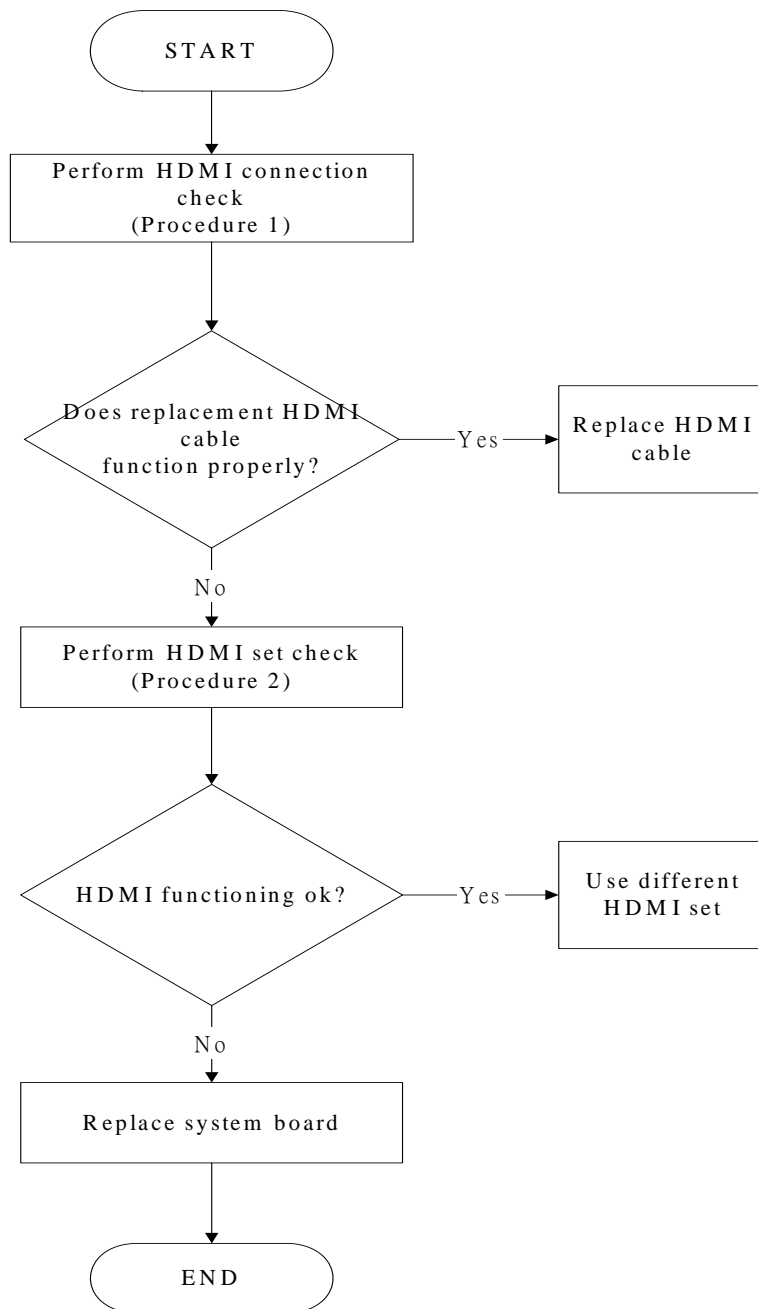 START
Perform HDMI connection
check
(Procedure 1)
Does replacement HDMI
cable
function properly?
Yes
Replace HDMI
cable
No
Perform HDMI set check
(Procedure 2)
HDMI functioning ok?
Yes
Use different
HDMI set
No
Replace system board
END